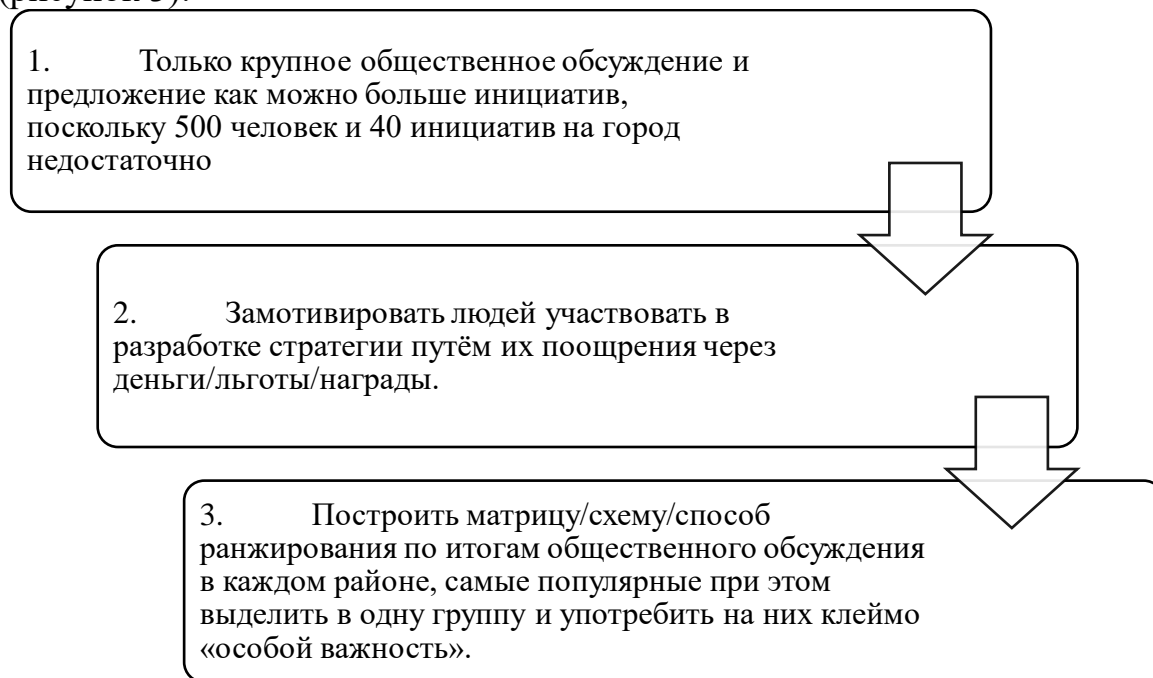 (рисунок 3).
1. Только крупное общественное обсуждение и
предложение как можно больше инициатив,
поскольку 500 человек и 40 инициатив на город
недостаточно
2. Замотивировать людей участвовать в
разработке стратегии путём их поощрения через
деньги/льготы/награды.
3. Построить матрицу/схему/способ
ранжирования по итогам общественного обсуждения
в каждом районе, самые популярные при этом
выделить в одну группу и употребить на них клеймо
«особой важность».